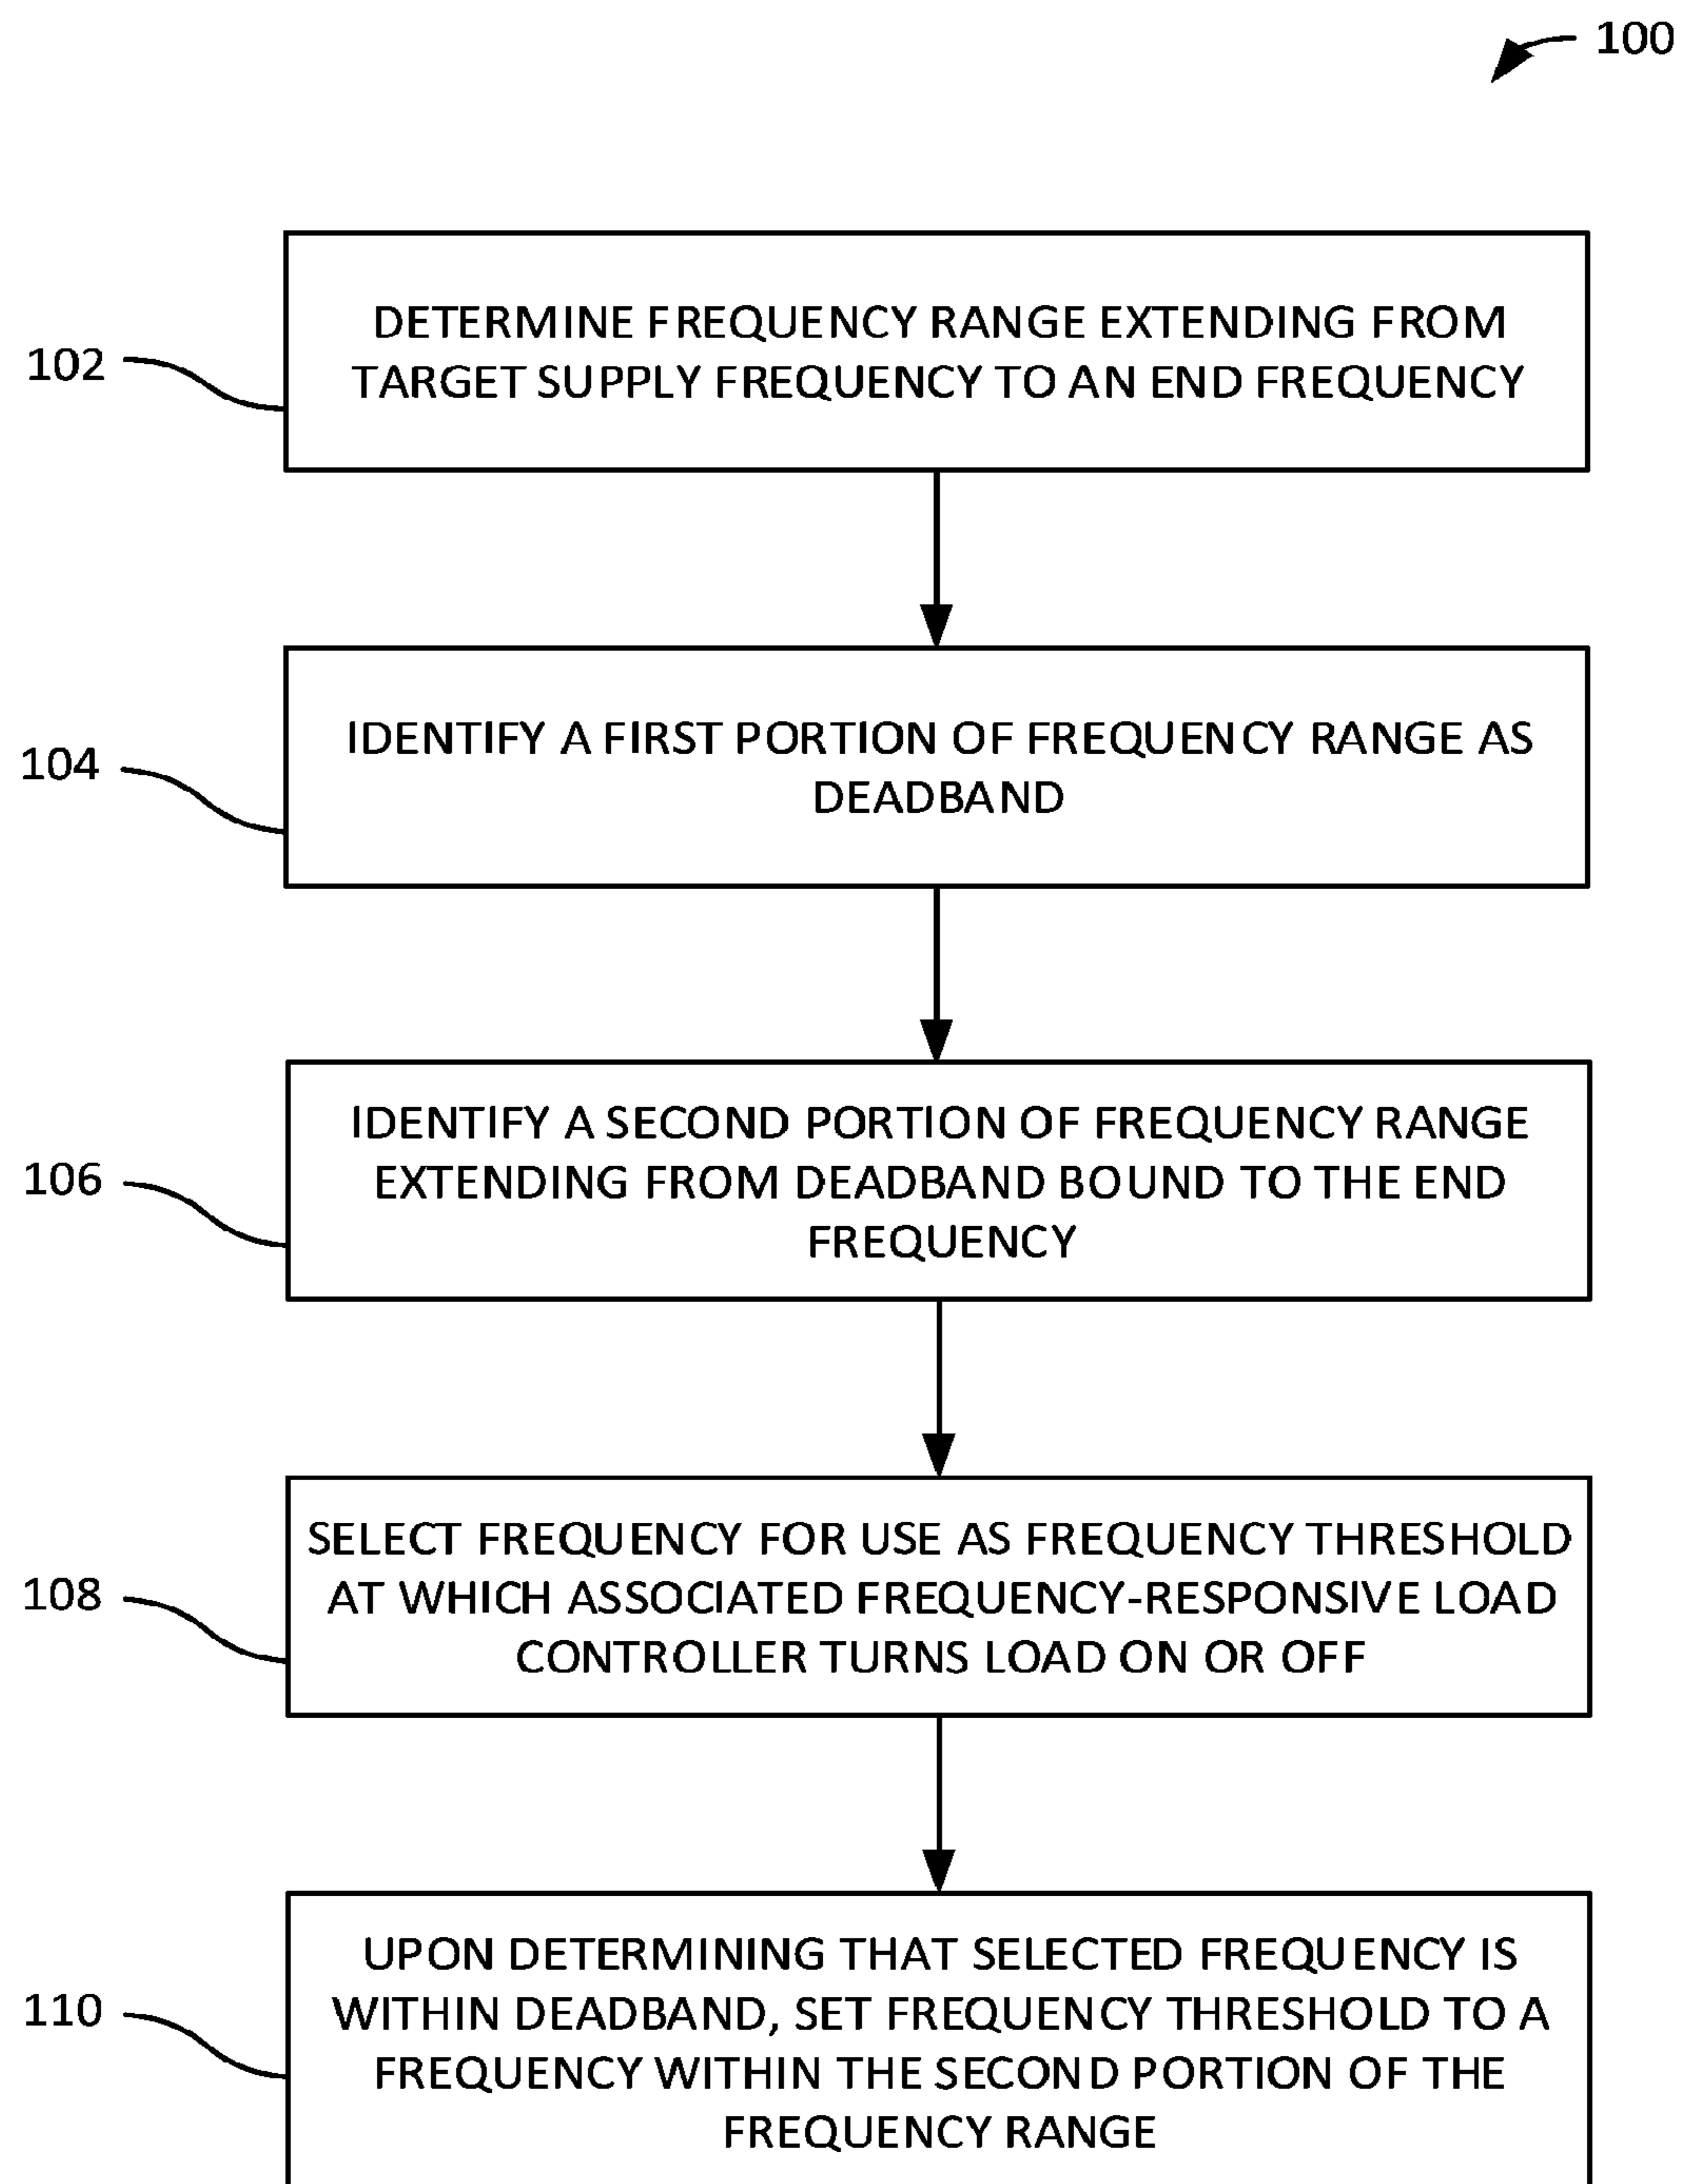 100
102
DETERMINE FREQUENCY RANGE EXTENDING FROM
TARGET SUPPLY FREQUENCY TO AN END FREQUENCY
104
IDENTIFY A FIRST PORTION OF FREQUENCY RANGE AS
DEADBAND
106
IDENTIFY A SECOND PORTION OF FREQUENCY RANGE
EXTENDING FROM DEADBAND BOUND TO THE END
FREQUENCY
108
SELECT FREQUENCY FOR USE AS FREQUENCY THRESHOLD
AT WHICH ASSOCIATED FREQUENCY-RESPONSIVE LOAD
CONTROLLER TURNS LOAD ON OR OFF
110
UPON DETERMINING THAT SELECTED FREQUENCY IS
WITHIN DEADBAND, SET FREQUENCY THRESHOLD TO A
FREQUENCY WITHIN THE SECOND PORTION OF THE
FREQUENCY RANGE